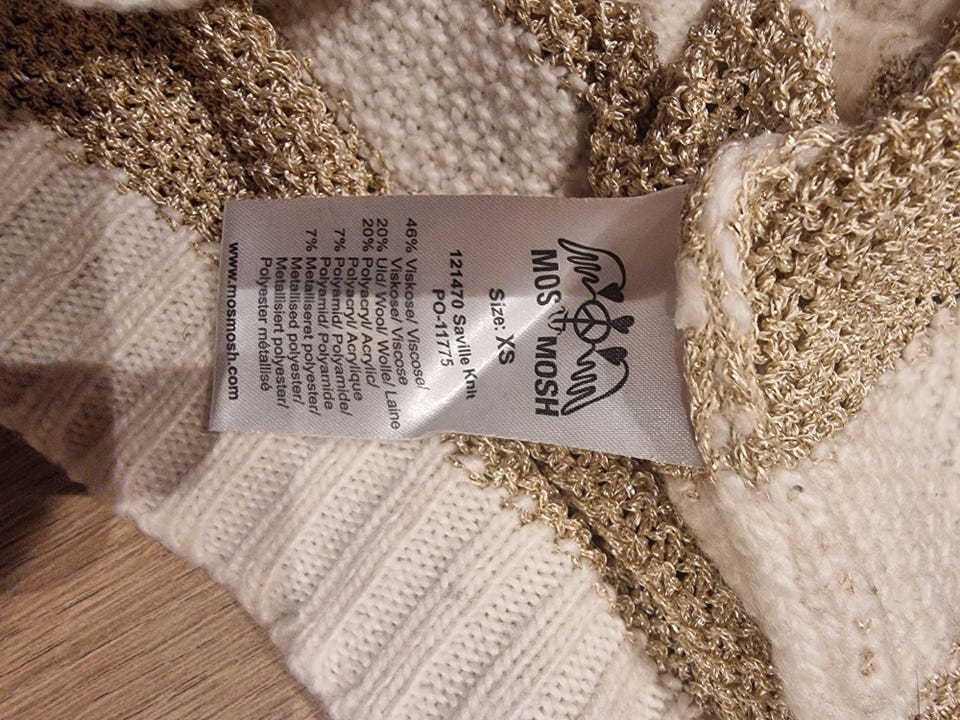 MOS MOSH
Size: XS
121470 Saville Knit
PO-11775
46% Viskose/ Viscose/
Viskose/ Viscose
20% Uld/ Wool/ Wolle/ Laine
20% Polyacryl/ Acrylic/
Polyacryl/ Acrylique
7% Polyamid/ Polyamide/
Polyamid/ Polyamide
7% Metalliseret polyester/
Metallised polyester/
Metallisiert polyester/
Polyester métallisé
www.mosmosh.com